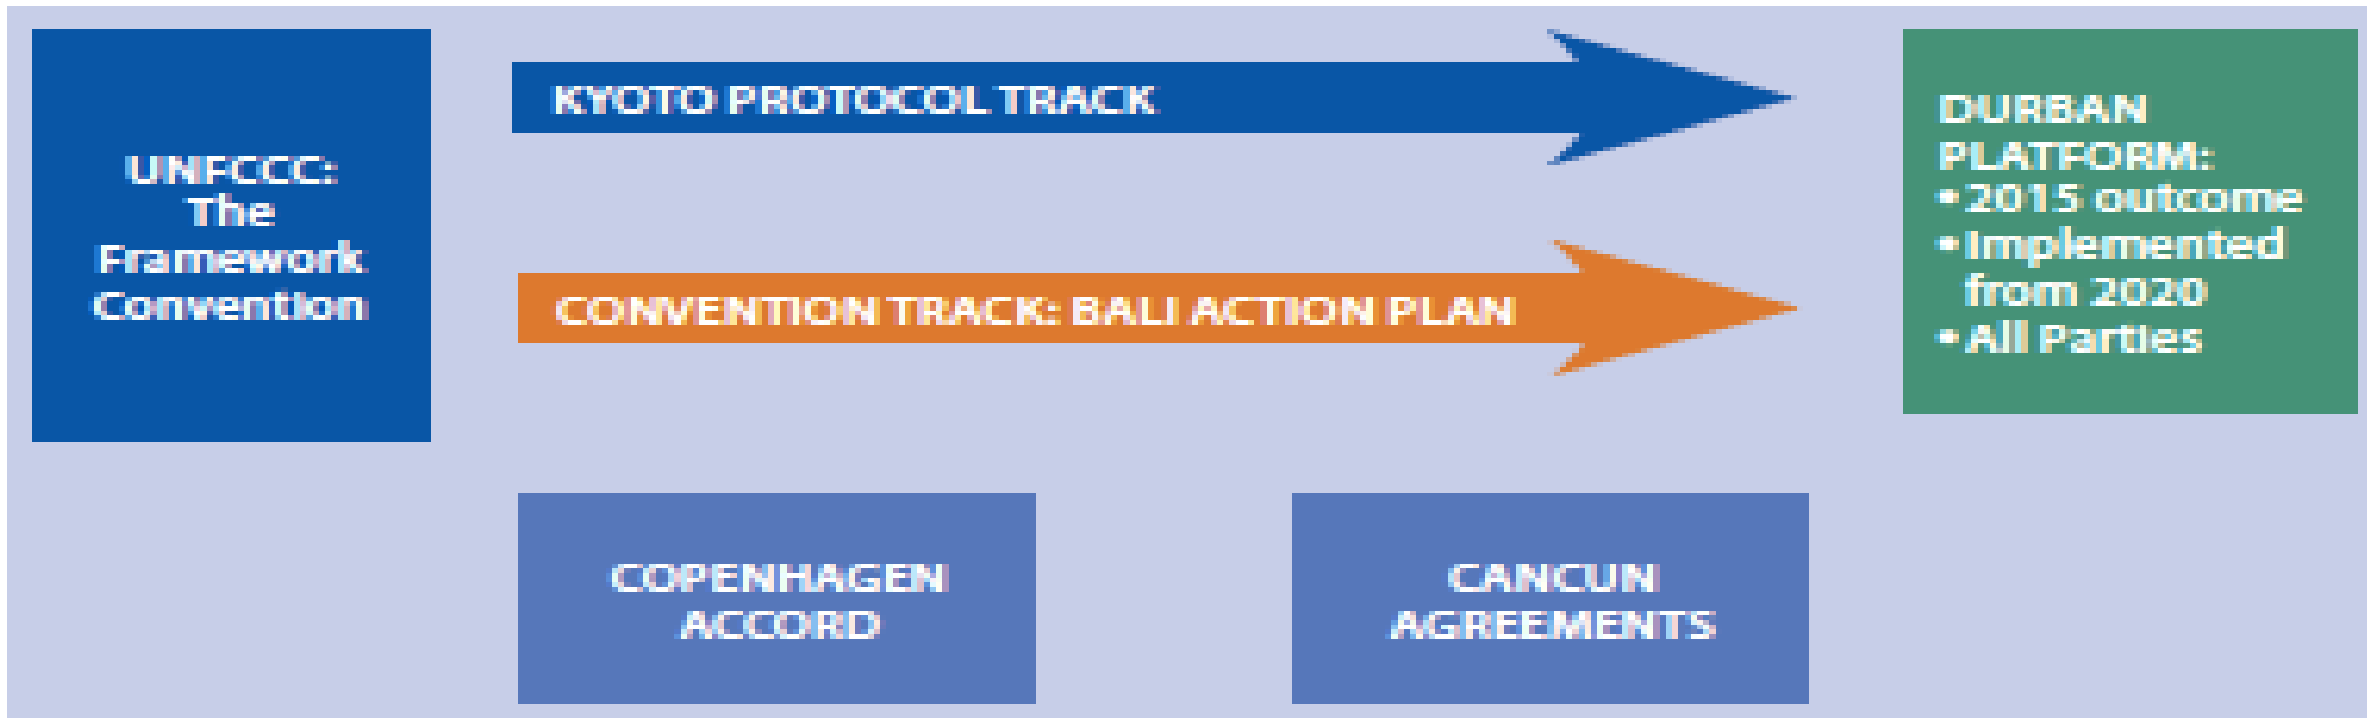 UNFCCC:
The
Framework
Convention
KYOTO PROTOCOL TRACK
CONVENTION TRACK: BALI ACTION PLAN
DURBAN
PLATFORM:
• 2015 outcome
• Implemented
from 2020
• All Parties
COPENHAGEN
ACCORD
CANCUN
AGREEMENTS